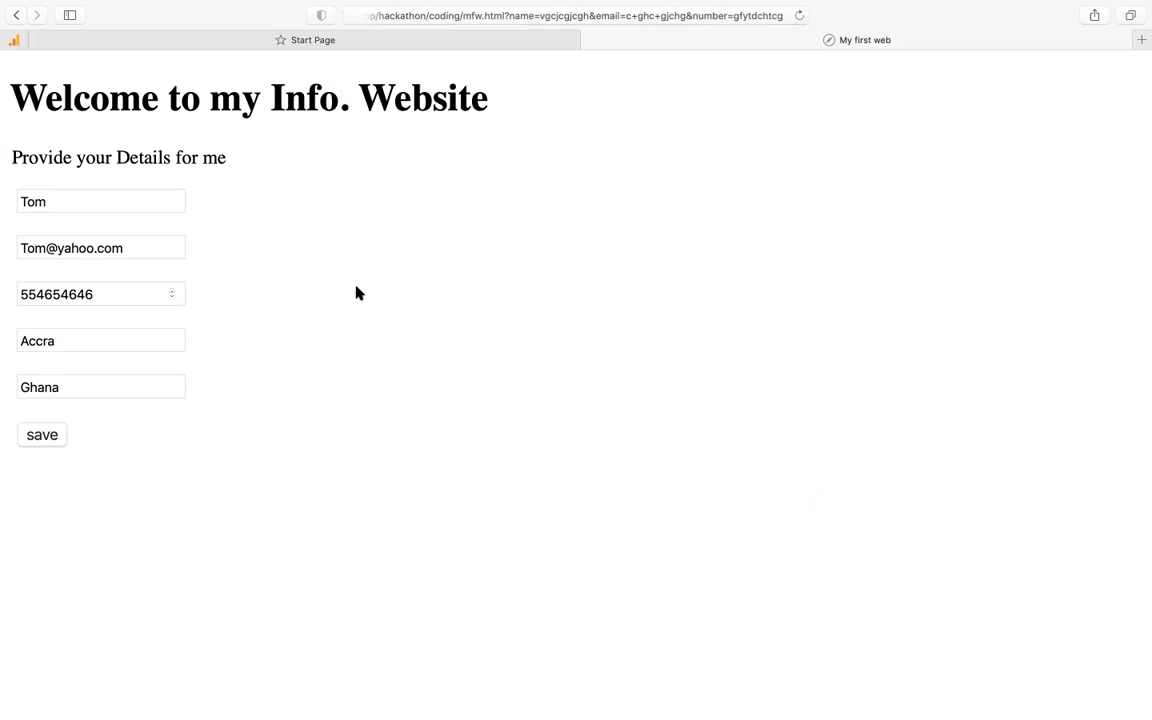 op/hackathon/coding/mfw.html?name=vgcjcgjcgh&email=c+ghc+gjchg&number=gfytdchtcg
Start Page
My first web
Welcome to my Info. Website
Provide your Details for me
Tom
Tom@yahoo.com
554654646
Accra
Ghana
save